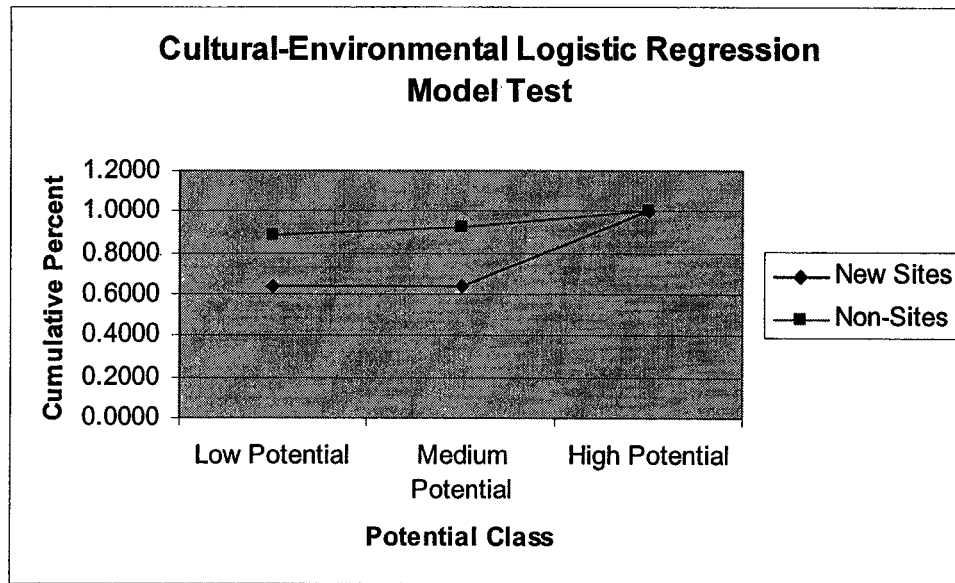 Cultural-Environmental Logistic Regression
Model Test
Cumulative Percent
1.2000
1.0000
0.8000
0.6000
0.4000
0.2000
0.0000
Low Potential
Medium
Potential
High Potential
Potential Class
New Sites
Non-Sites